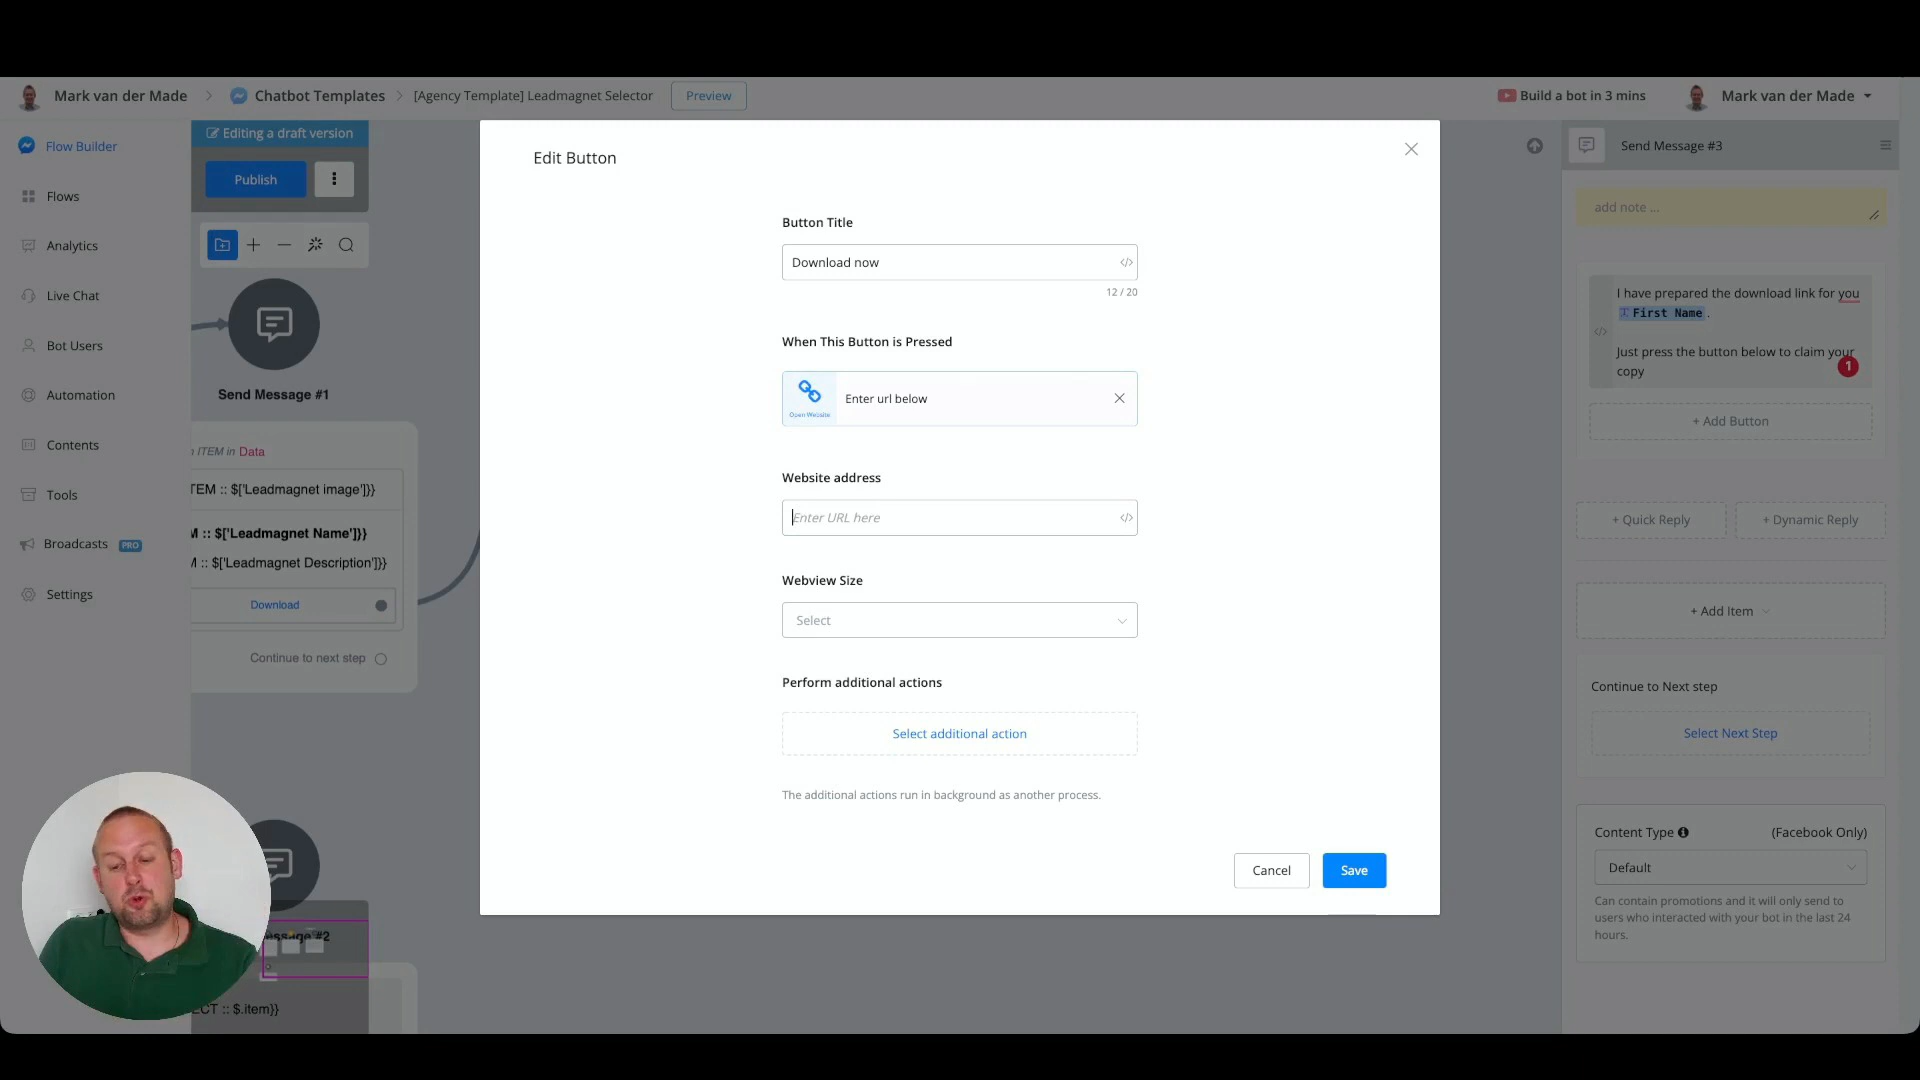 Mark van der Made
Chatbot Templates
[Agency Template] Leadmagnet Selector
Preview
Build a bot in 3 mins
Mark van der Made
Flow Builder
Flows
Analytics
Live Chat
Bot Users
Automation
Contents
Tools
Broadcasts PRO
Settings
Editing a draft version
Publish
Send Message #1
ITEM in Data
TEM :: $['Leadmagnet image']}}
:: $['Leadmagnet Name']}}
:: $['Leadmagnet Description']}}
Download
Continue to next step
essage #2
ECT :: $.item}}
Edit Button
Button Title
Download now
</>
12 / 20
When This Button is Pressed
Open Website
Enter url below
Website address
Enter URL here
</>
Webview Size
Select
Perform additional actions
Select additional action
The additional actions run in background as another process.
Cancel
Save
Send Message #3
add note ...
I have prepared the download link for you
First Name .
</>
Just press the button below to claim your
copy
1
+ Add Button
+ Quick Reply
+ Dynamic Reply
+ Add Item
Continue to Next step
Select Next Step
Content Type
(Facebook Only)
Default
Can contain promotions and it will only send to
users who interacted with your bot in the last 24
hours.